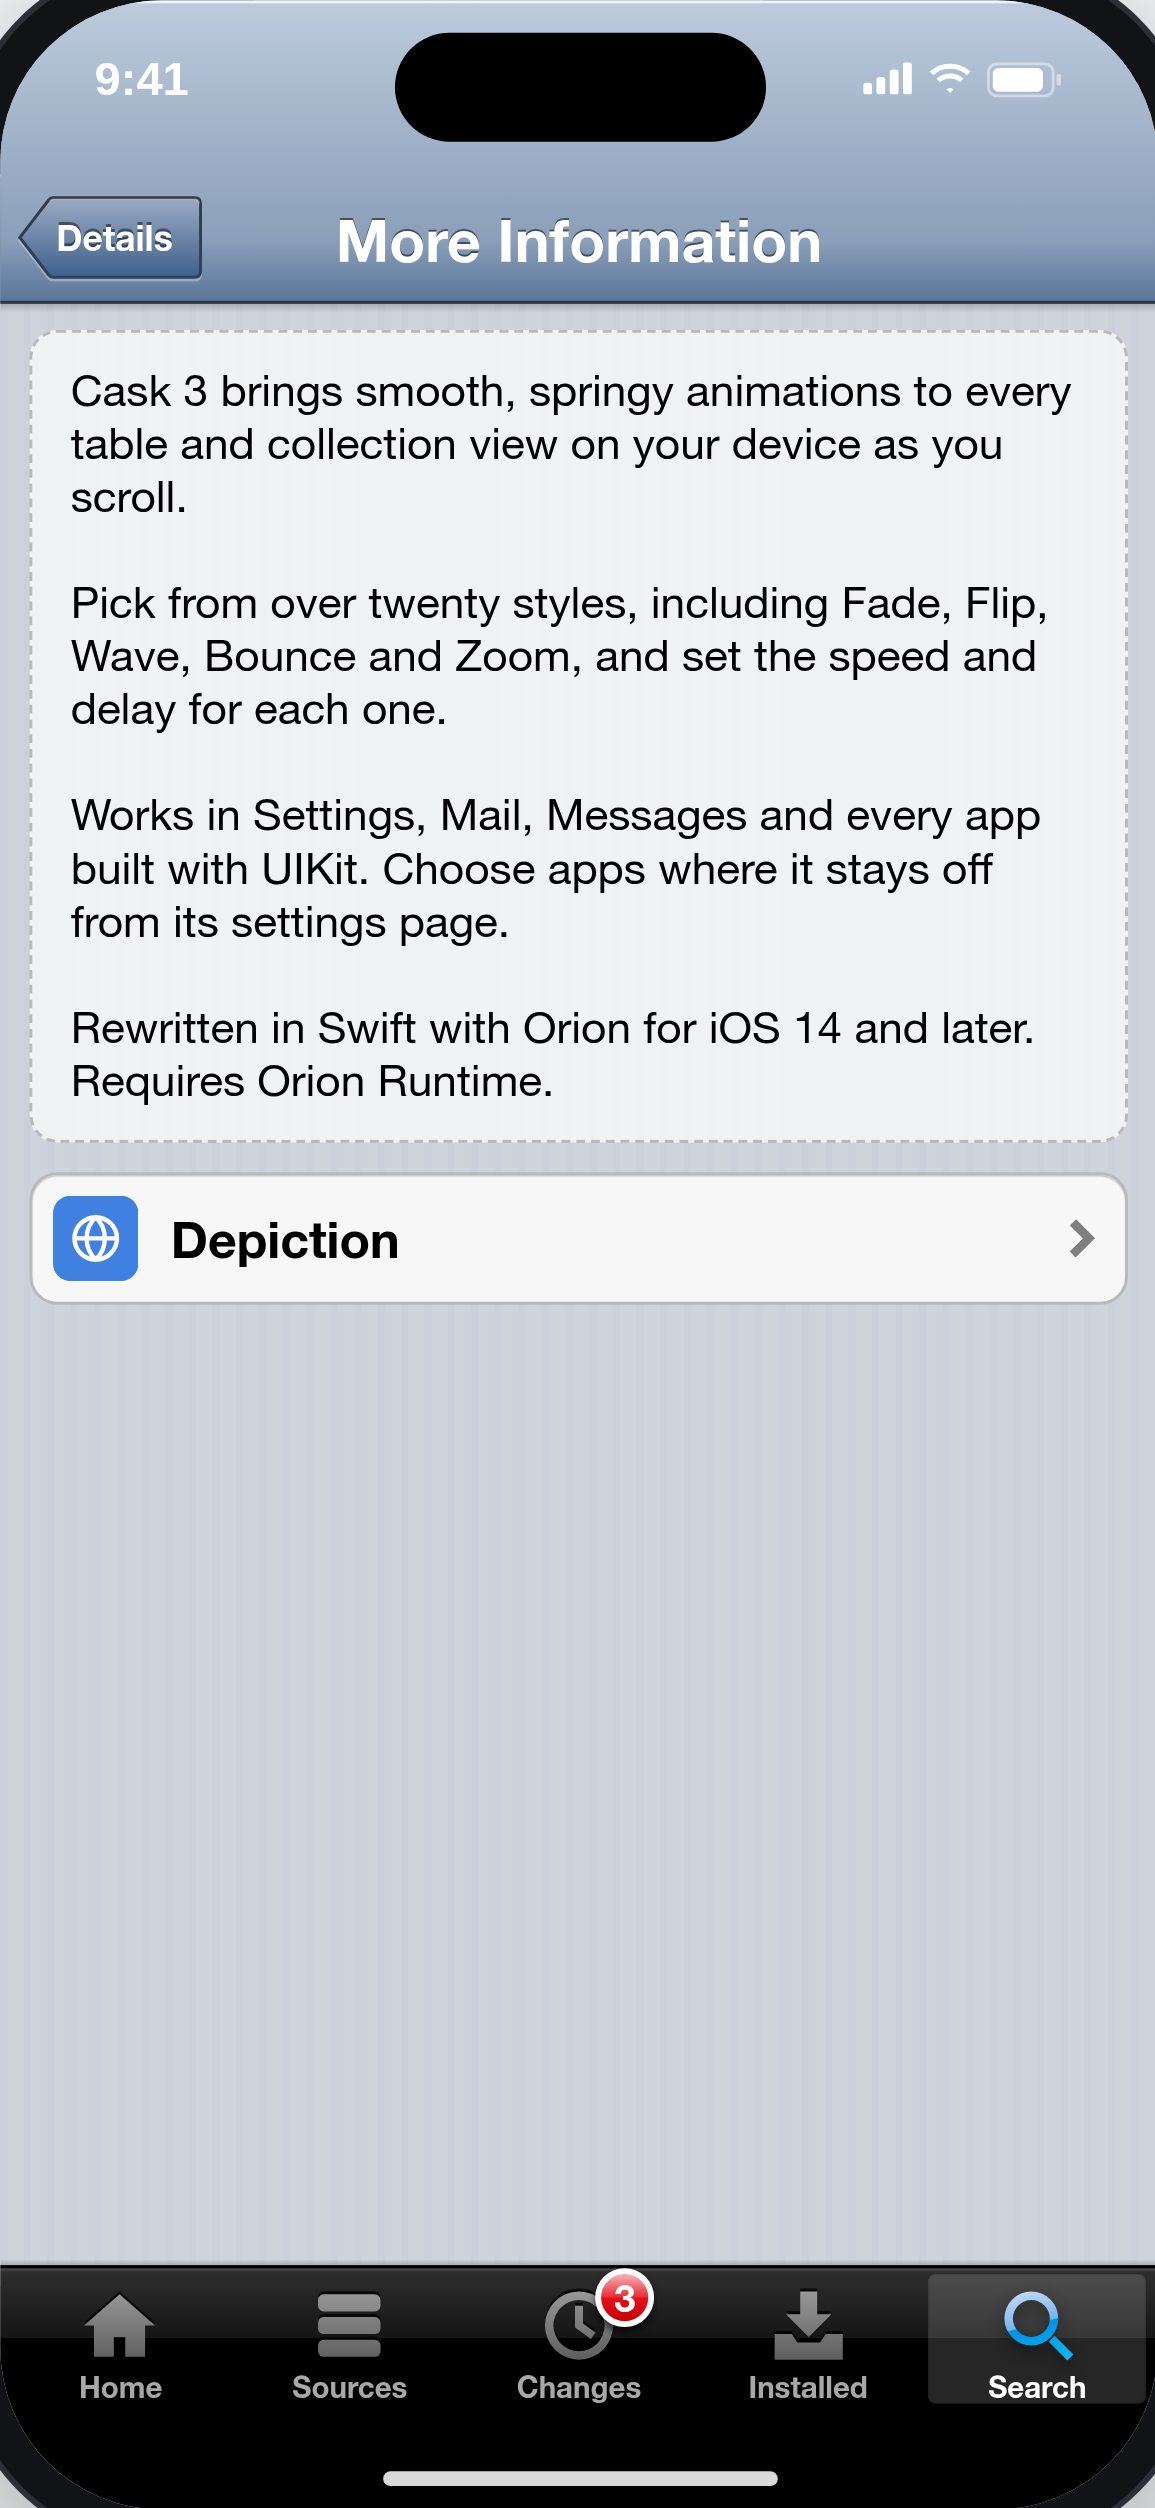 9:41
Details
More Information
Cask 3 brings smooth, springy animations to every
table and collection view on your device as you
scroll.
Pick from over twenty styles, including Fade, Flip,
Wave, Bounce and Zoom, and set the speed and
delay for each one.
Works in Settings, Mail, Messages and every app
built with UIKit. Choose apps where it stays off
from its settings page.
Rewritten in Swift with Orion for iOS 14 and later.
Requires Orion Runtime.
Depiction
3
Home
Sources
Changes
Installed
Search